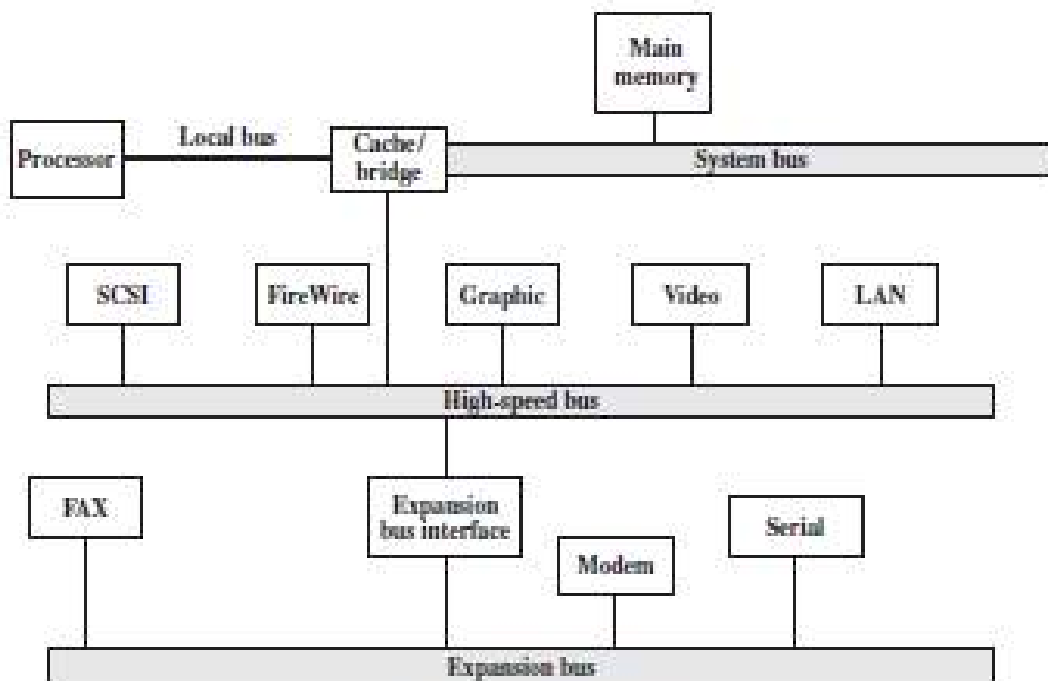 Main
memory
Local bus
Processor
Cache/
bridge
System bus
SCSI
FireWire
Graphic
Video
LAN
High-speed bus
FAX
Expansion
bus interface
Serial
Modem
Expansion bus